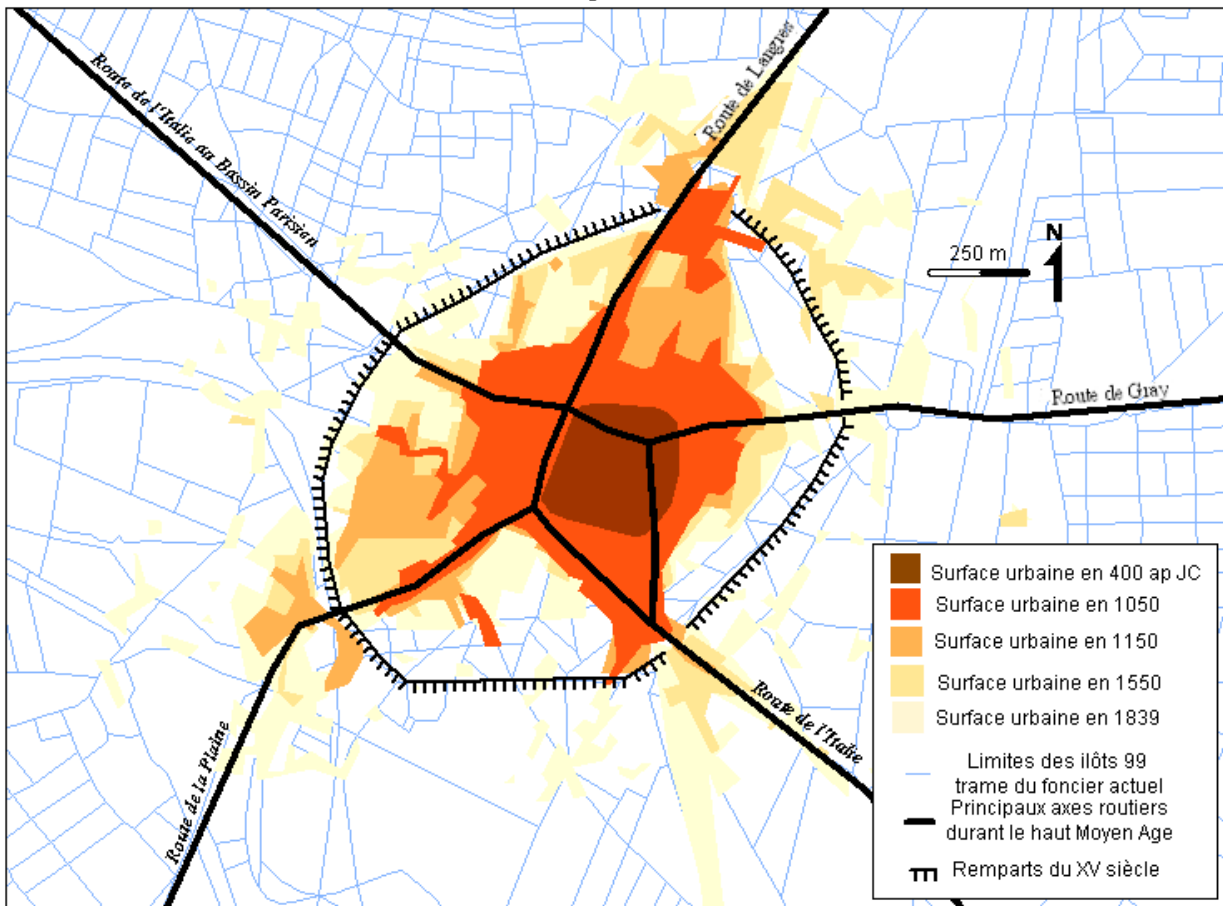 Route de l'Italia au Bassin Parisian
Route de Langres
N
250 m
Route de Gray
Route de la Plaine
Route de l'Italie
Surface urbaine en 400 ap JC
Surface urbaine en 1050
Surface urbaine en 1150
Surface urbaine en 1550
Surface urbaine en 1839
Limites des ilôts 99
trame du foncier actuel
Principaux axes routiers
durant le haut Moyen Age
Remparts du XV siècle